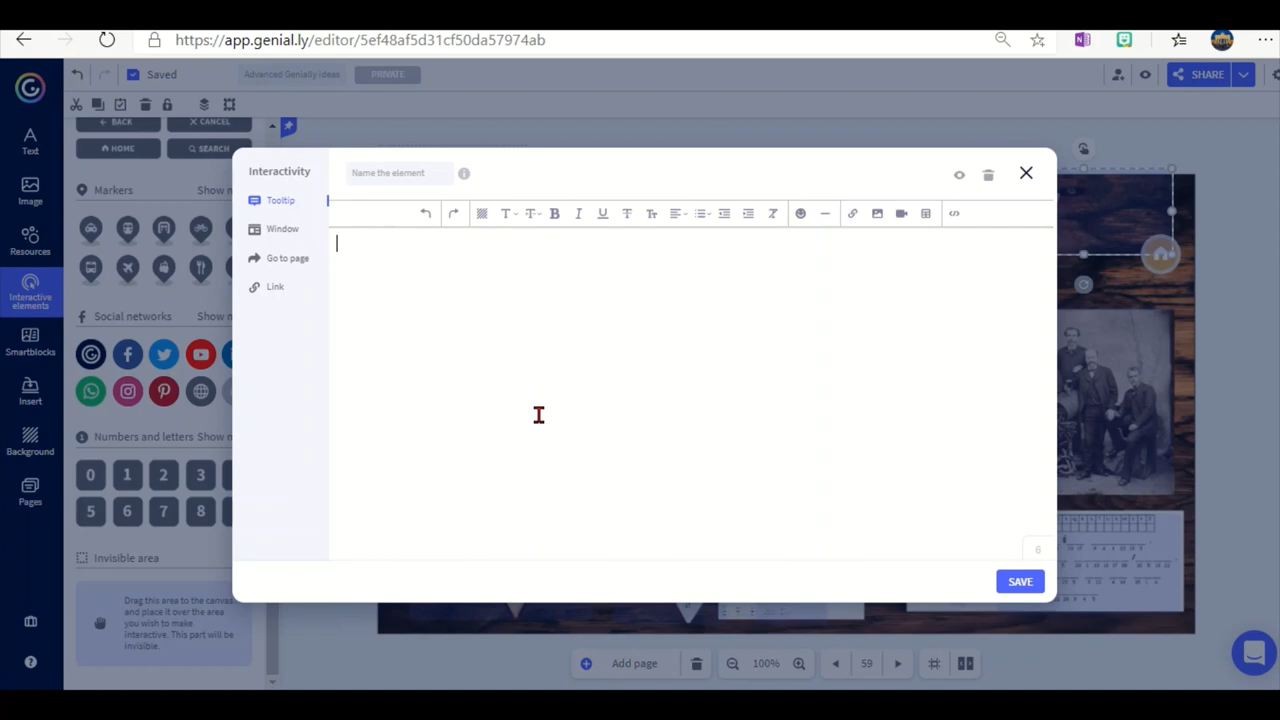 https://app.genial.ly/editor/5ef48af5d31cf50da57974ab
Saved
Advanced Genially ideas
PRIVATE
SHARE
BACK
CANCEL
HOME
SEARCH
Text
Image
Resources
Interactive
elements
Smartblocks
Insert
Background
Pages
Markers
Show
Social networks
Show
Numbers and letters
Show
0
1
2
3
5
6
7
8
Invisible area
Drag this area to the canvas
and place it over the area
you wish to make
interactive. This part will be
invisible.
Interactivity
Tooltip
Window
Go to page
Link
Name the element
6
SAVE
Add page
100%
59